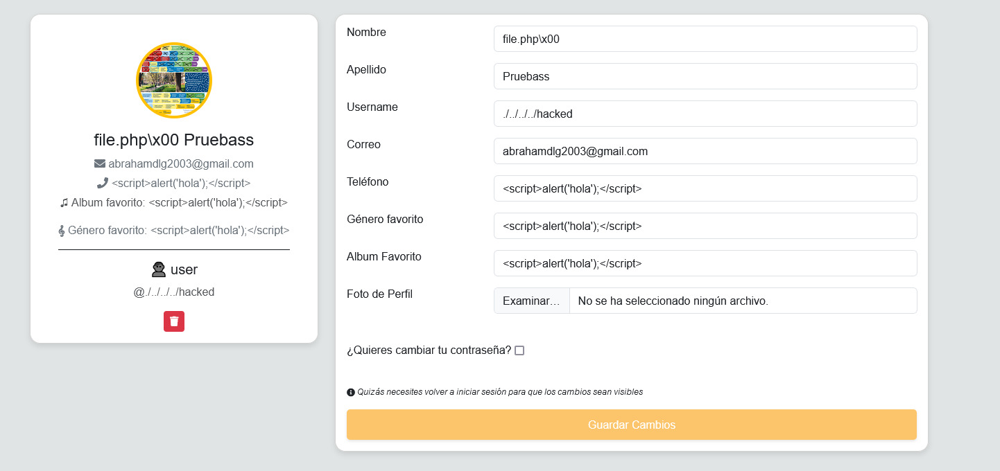 file.php\x00 Pruebass
abrahamdlg2003@gmail.com
<script>alert('hola');</script>
Album favorito: <script>alert('hola');</script>
Género favorito: <script>alert('hola');</script>
user
@./../../../hacked
Nombre
file.php\x00
Apellido
Pruebass
Username
./../../../hacked
Correo
abrahamdlg2003@gmail.com
Teléfono
<script>alert('hola');</script>
Género favorito
<script>alert('hola');</script>
Album Favorito
<script>alert('hola');</script>
Foto de Perfil
Examinar... No se ha seleccionado ningún archivo.
¿Quieres cambiar tu contraseña?
Quizás necesites volver a iniciar sesión para que los cambios sean visibles
Guardar Cambios